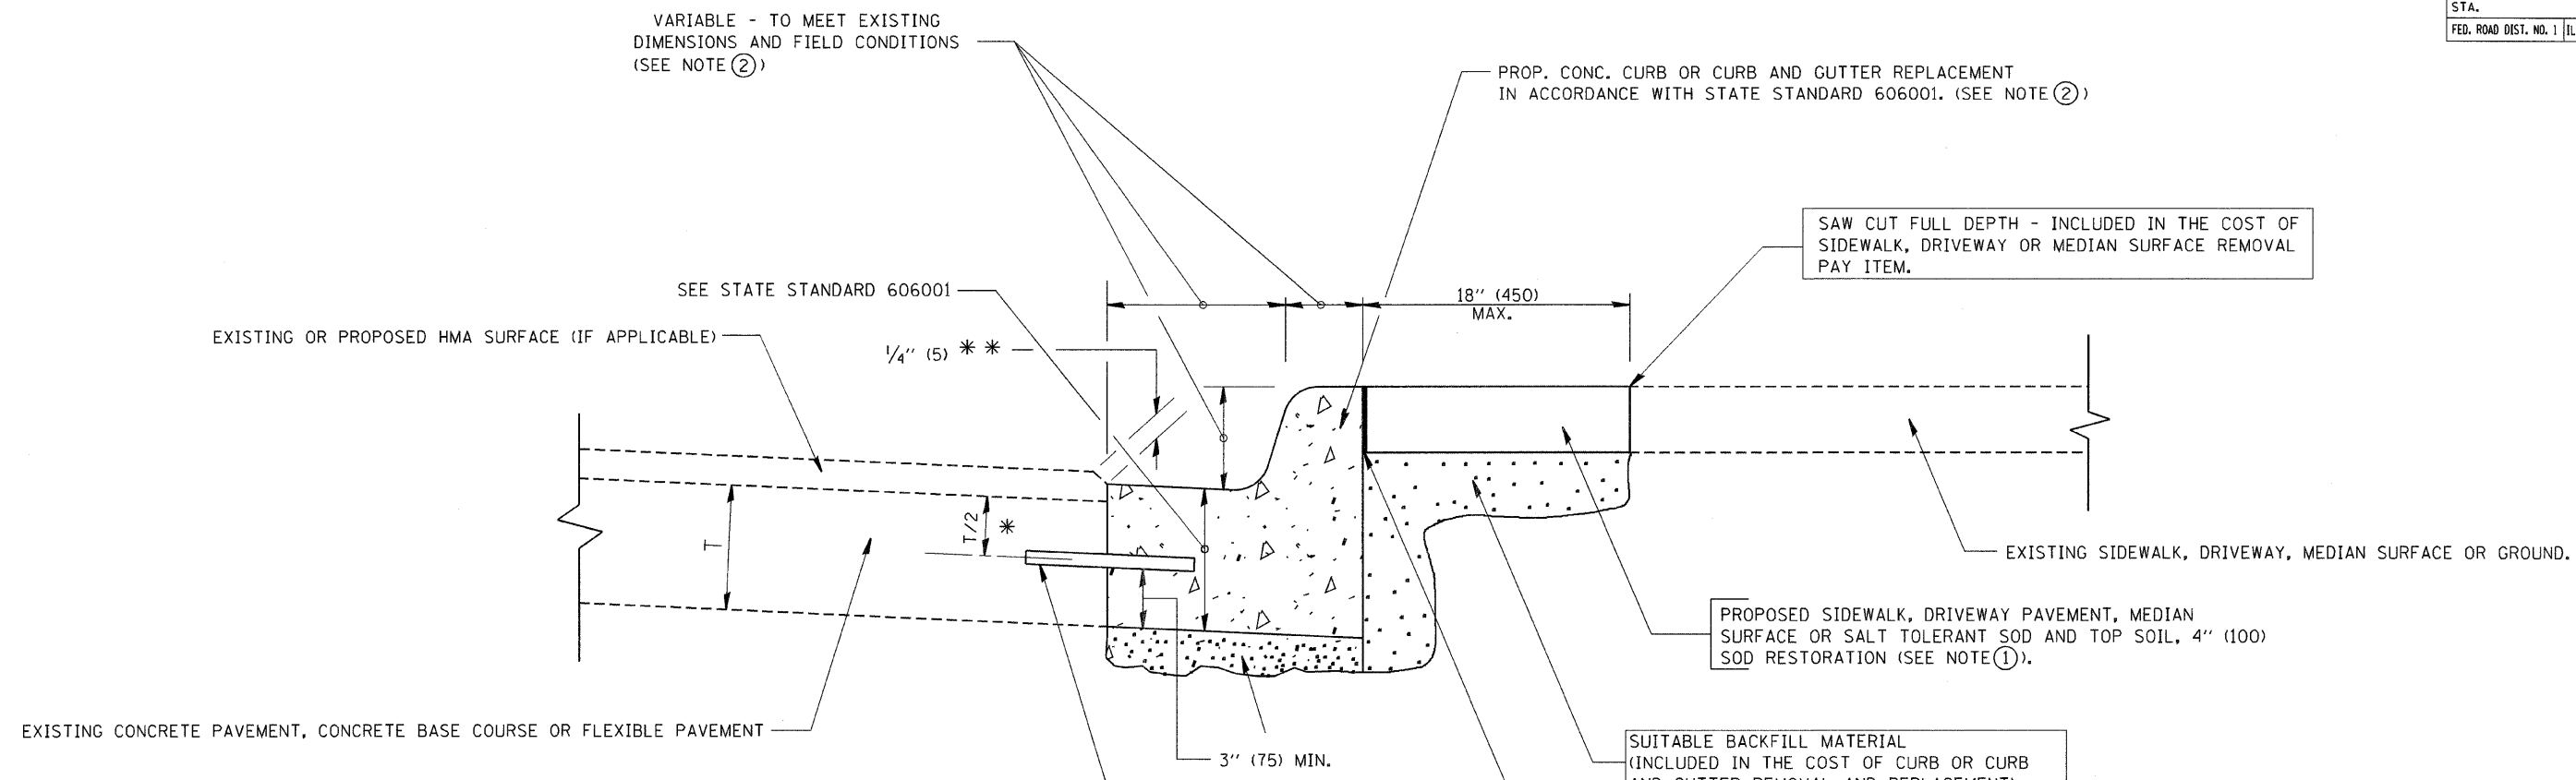 STA.
FED. ROAD DIST. NO. 1
VARIABLE - TO MEET EXISTING
DIMENSIONS AND FIELD CONDITIONS
(SEE NOTE 2)
PROP. CONC. CURB OR CURB AND GUTTER REPLACEMENT
IN ACCORDANCE WITH STATE STANDARD 606001. (SEE NOTE 2)
SAW CUT FULL DEPTH - INCLUDED IN THE COST OF
SIDEWALK, DRIVEWAY OR MEDIAN SURFACE REMOVAL
PAY ITEM.
SEE STATE STANDARD 606001
18" (450)
MAX.
EXISTING OR PROPOSED HMA SURFACE (IF APPLICABLE)
1/4" (5) * *
T
T/2 *
EXISTING SIDEWALK, DRIVEWAY, MEDIAN SURFACE OR GROUND.
PROPOSED SIDEWALK, DRIVEWAY PAVEMENT, MEDIAN
SURFACE OR SALT TOLERANT SOD AND TOP SOIL, 4" (100)
SOD RESTORATION (SEE NOTE 1).
EXISTING CONCRETE PAVEMENT, CONCRETE BASE COURSE OR FLEXIBLE PAVEMENT
3" (75) MIN.
SUITABLE BACKFILL MATERIAL
(INCLUDED IN THE COST OF CURB OR CURB
AND GUTTER REMOVAL AND REPLACEMENT)